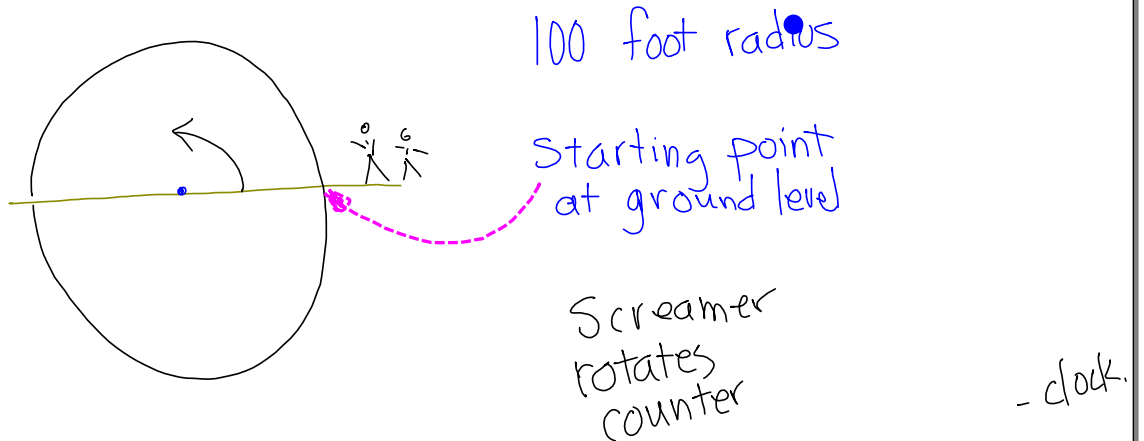 100 foot radius
Starting point
at ground level
Screamer
rotates
counter - clock.